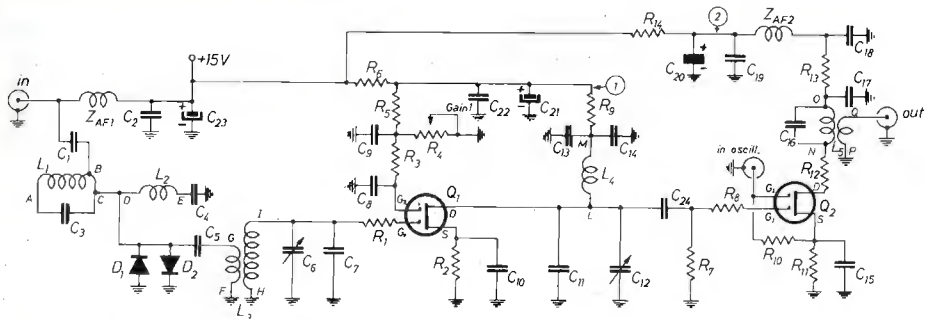 in
+15V
Z_AF1
C2
C23
C1
L1
B
A
C
C3
D
L2
E
C4
D1
D2
C5
G
I
F
H
L3
C6
C7
R1
R6
R5
C9
R3
Gain 1
R4
C8
G2
G1
Q1
D
S
R2
C10
C22
C21
1
R9
C13
M
C14
L4
L
C11
C12
C24
R7
R8
R14
2
C20
C19
Z_AF2
R13
C18
O
C17
C16
N
L5
Q
P
out
in oscill.
R12
G2
G1
D
S
Q2
R10
R11
C15